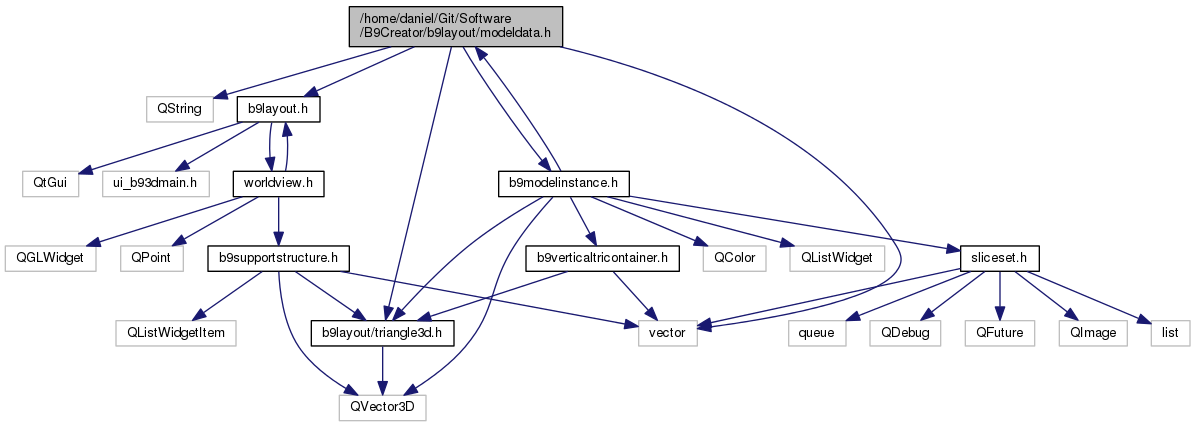 /home/daniel/Git/Software
/B9Creator/b9layout/modeldata.h
QString
b9layout.h
QtGui
ui_b93dmain.h
worldview.h
b9modelinstance.h
QGLWidget
QPoint
b9supportstructure.h
b9verticaltricontainer.h
QColor
QListWidget
sliceset.h
QListWidgetItem
b9layout/triangle3d.h
vector
queue
QDebug
QFuture
QImage
list
QVector3D